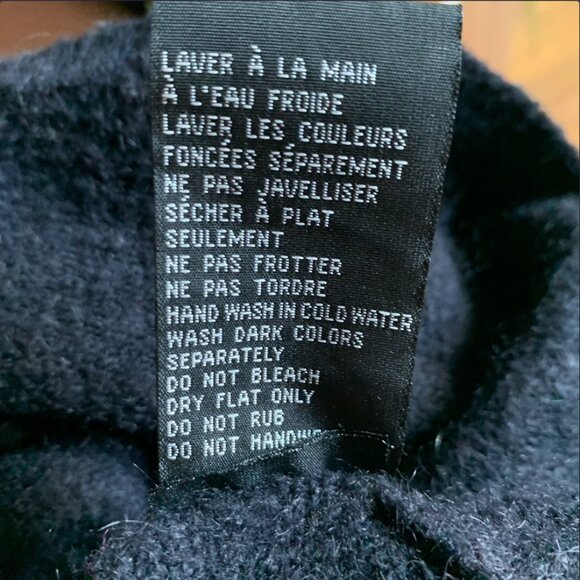 LAVER À LA MAIN
À L'EAU FROIDE
LAVER LES COULEURS
FONCÉES SÉPAREMENT
NE PAS JAVELLISER
SÉCHER À PLAT
SEULEMENT
NE PAS FROTTER
NE PAS TORDRE
HAND WASH IN COLD WATER
WASH DARK COLORS
SEPARATELY
DO NOT BLEACH
DRY FLAT ONLY
DO NOT RUB
DO NOT